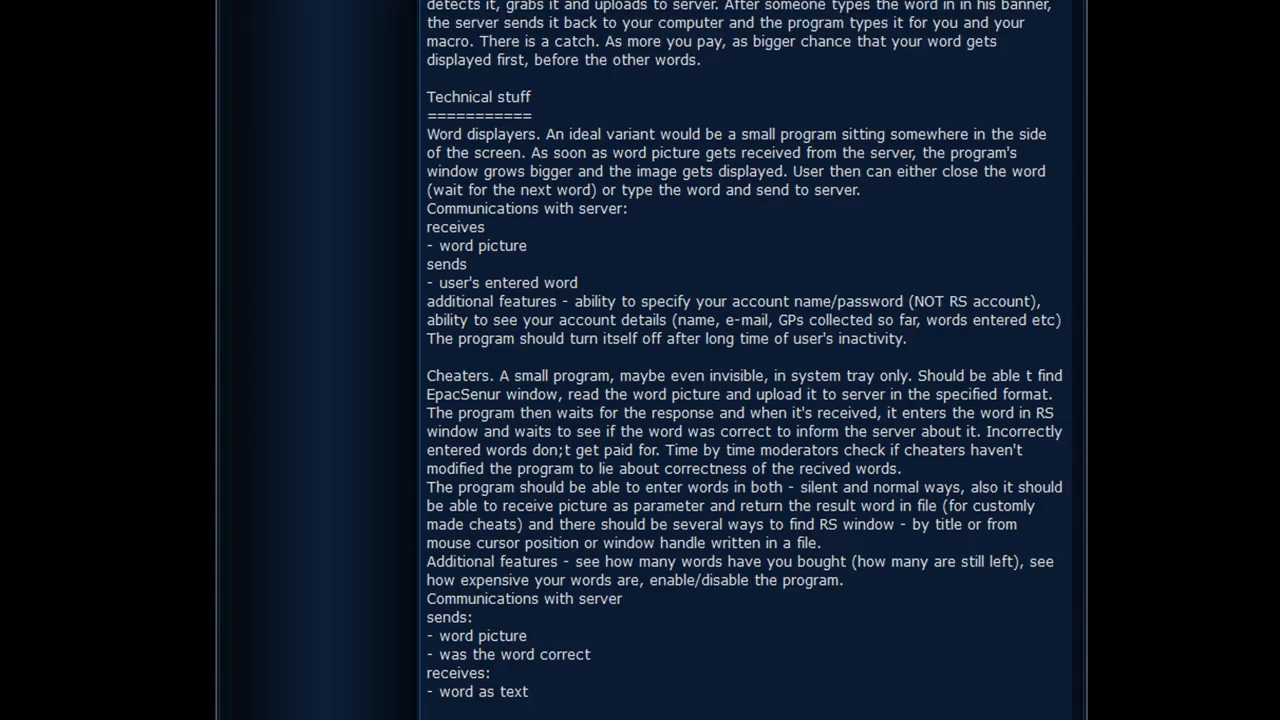 detects it, grabs it and uploads to server. After someone types the word in in his banner,
the server sends it back to your computer and the program types it for you and your
macro. There is a catch. As more you pay, as bigger chance that your word gets
displayed first, before the other words.
Technical stuff
===========
Word displayers. An ideal variant would be a small program sitting somewhere in the side
of the screen. As soon as word picture gets received from the server, the program's
window grows bigger and the image gets displayed. User then can either close the word
(wait for the next word) or type the word and send to server.
Communications with server:
receives
- word picture
sends
- user's entered word
additional features - ability to specify your account name/password (NOT RS account),
ability to see your account details (name, e-mail, GPs collected so far, words entered etc)
The program should turn itself off after long time of user's inactivity.
Cheaters. A small program, maybe even invisible, in system tray only. Should be able t find
EpacSenur window, read the word picture and upload it to server in the specified format.
The program then waits for the response and when it's received, it enters the word in RS
window and waits to see if the word was correct to inform the server about it. Incorrectly
entered words don;t get paid for. Time by time moderators check if cheaters haven't
modified the program to lie about correctness of the recived words.
The program should be able to enter words in both - silent and normal ways, also it should
be able to receive picture as parameter and return the result word in file (for customly
made cheats) and there should be several ways to find RS window - by title or from
mouse cursor position or window handle written in a file.
Additional features - see how many words have you bought (how many are still left), see
how expensive your words are, enable/disable the program.
Communications with server
sends:
- word picture
- was the word correct
receives:
- word as text